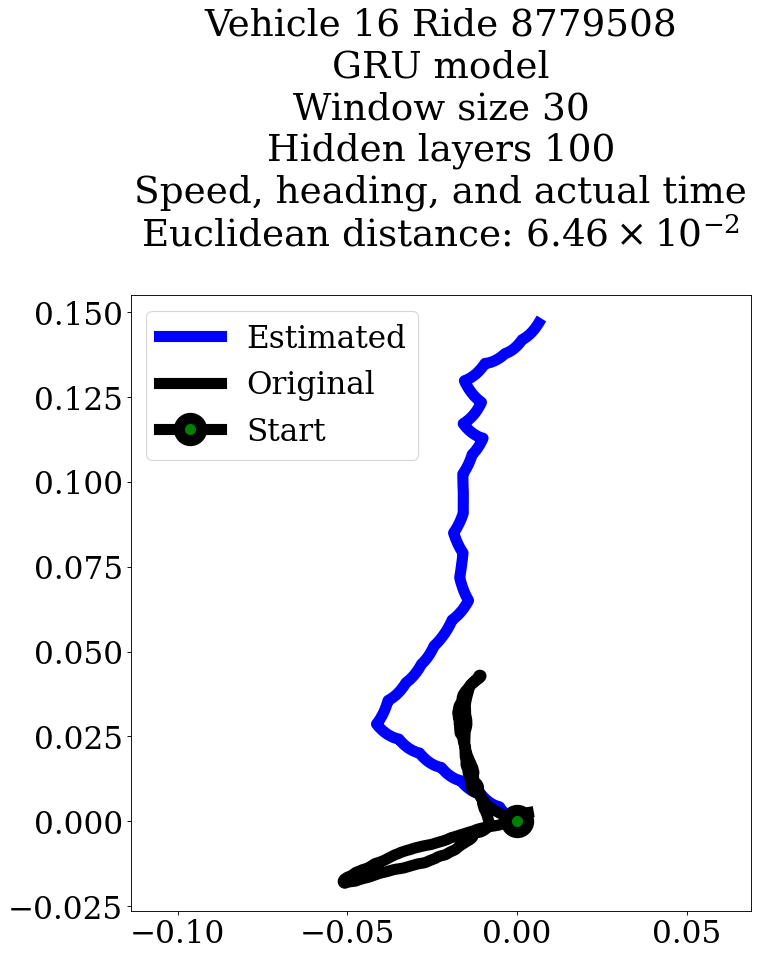 Vehicle 16 Ride 8779508
GRU model
Window size 30
Hidden layers 100
Speed, heading, and actual time
Euclidean distance: 6.46 × 10⁻²
0.150
0.125
0.100
0.075
0.050
0.025
0.000
−0.025
Estimated
Original
Start
−0.10
−0.05
0.00
0.05